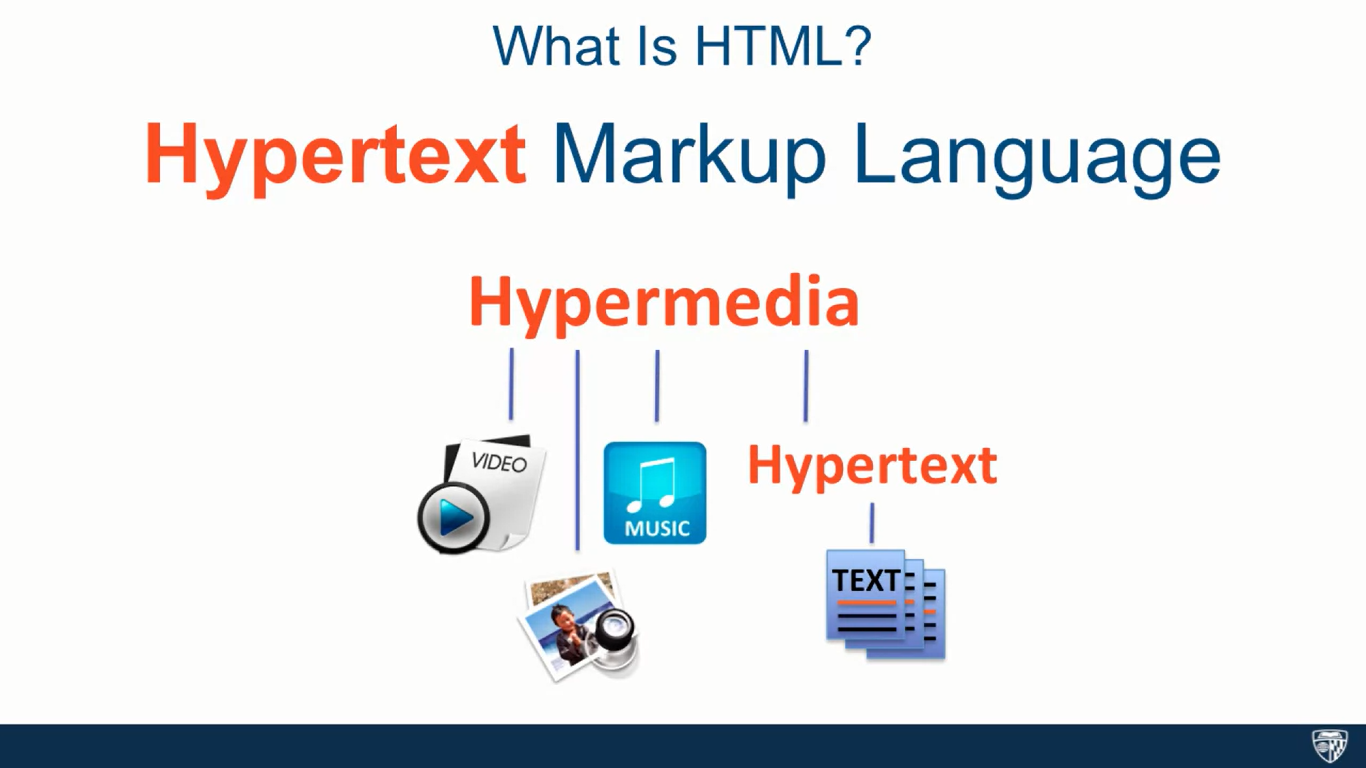 What Is HTML?
Hypertext Markup Language
Hypermedia
VIDEO
MUSIC
Hypertext
TEXT